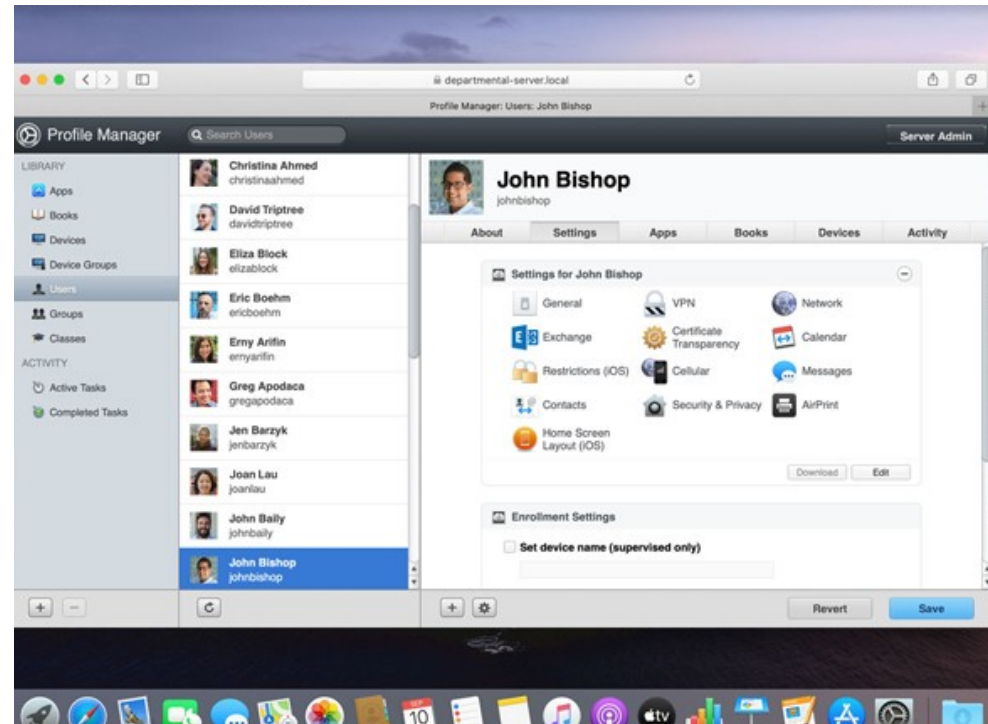 departmental-server.local
Profile Manager: Users: John Bishop
Profile Manager
Search Users
Server Admin
LIBRARY
Apps
Books
Devices
Device Groups
Users
Groups
Classes
ACTIVITY
Active Tasks
Completed Tasks
Christina Ahmed
christinaahmed
David Triptree
davidtriptree
Eliza Block
elizablock
Eric Boehm
ericboehm
Erny Arifin
ernyarifin
Greg Apodaca
gregapodaca
Jen Barzyk
jenbarzyk
Joan Lau
joanlau
John Baily
johnbaily
John Bishop
johnbishop
John Bishop
johnbishop
About Settings Apps Books Devices Activity
Settings for John Bishop
General VPN Network
Exchange Certificate Transparency Calendar
Restrictions (iOS) Cellular Messages
Contacts Security & Privacy AirPrint
Home Screen
Layout (iOS)
Download Edit
Enrollment Settings
Set device name (supervised only)
Revert Save
SEP
10
tv